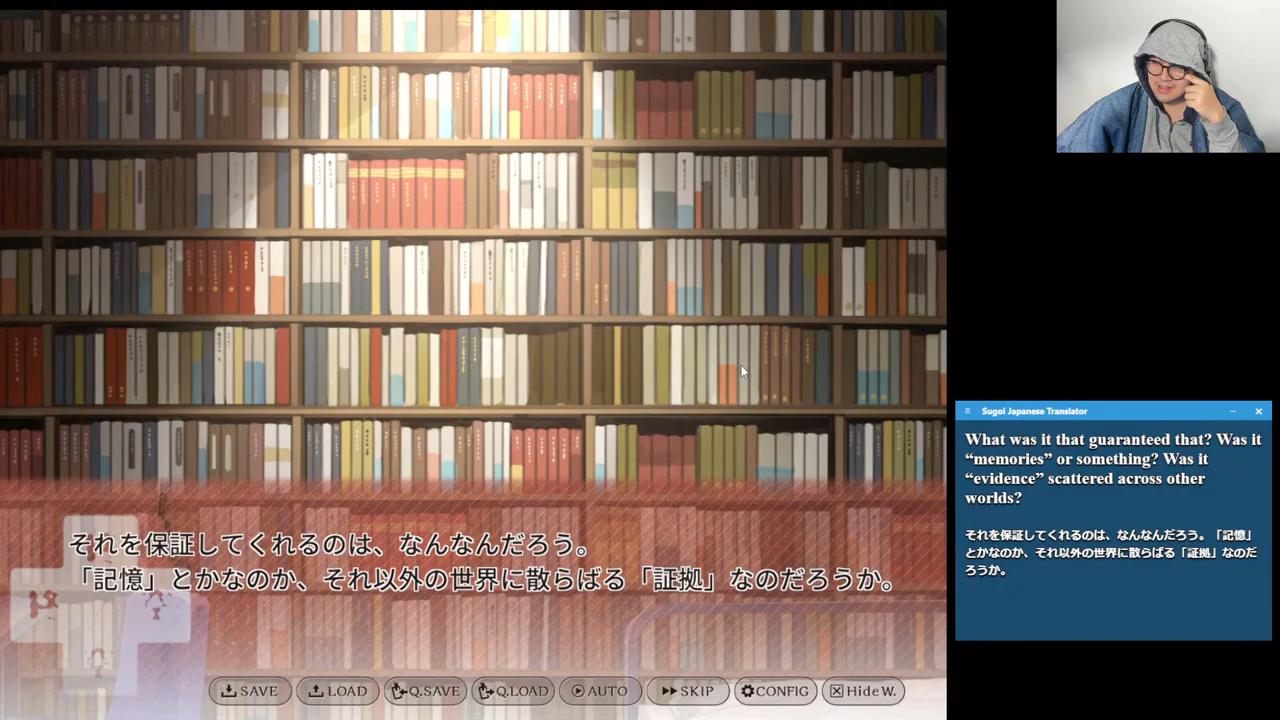 それを保証してくれるのは、なんなんだろう。
「記憶」とかなのか、それ以外の世界に散らばる「証拠」なのだろうか。
SAVE
LOAD
Q.SAVE
Q.LOAD
AUTO
SKIP
CONFIG
Hide W.
Sugoi Japanese Translator
What was it that guaranteed that? Was it
“memories” or something? Was it
“evidence” scattered across other
worlds?
それを保証してくれるのは、なんなんだろう。「記憶」
とかなのか、それ以外の世界に散らばる「証拠」なのだ
ろうか。